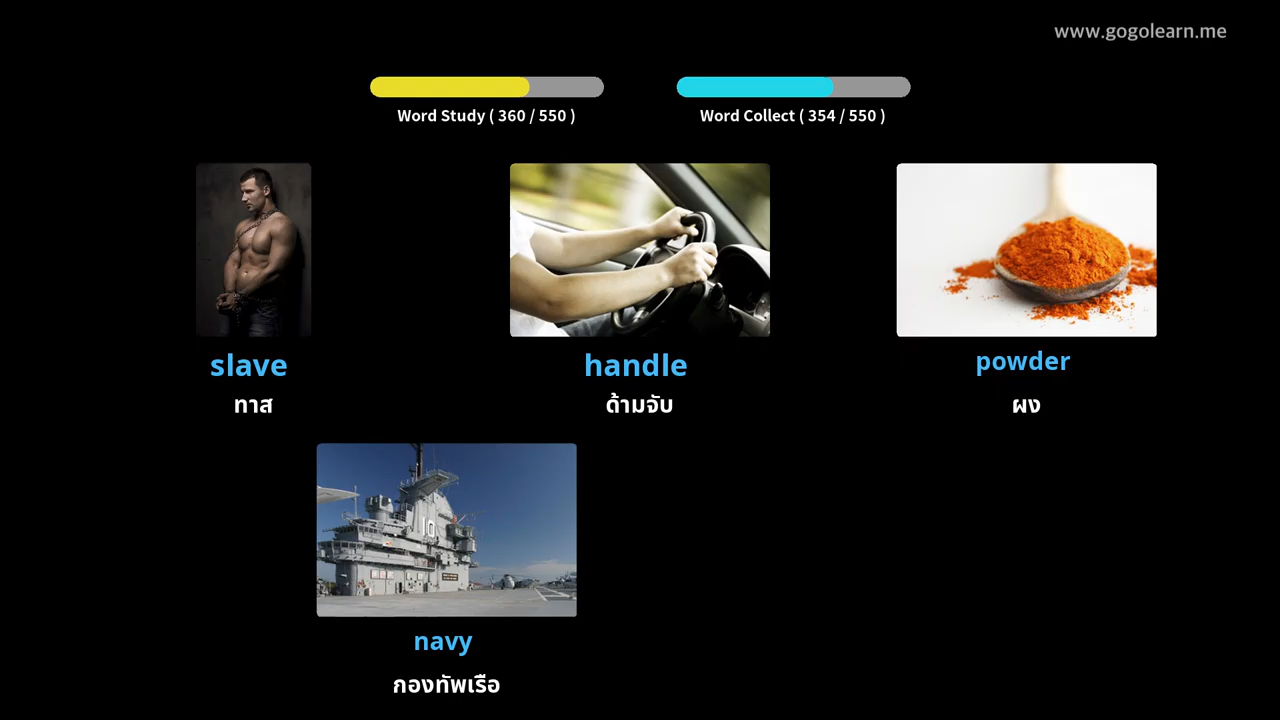 www.gogolearn.me
Word Study ( 360 / 550 )
Word Collect ( 354 / 550 )
slave
ทาส
handle
ด้ามจับ
powder
ผง
10
navy
กองทัพเรือ